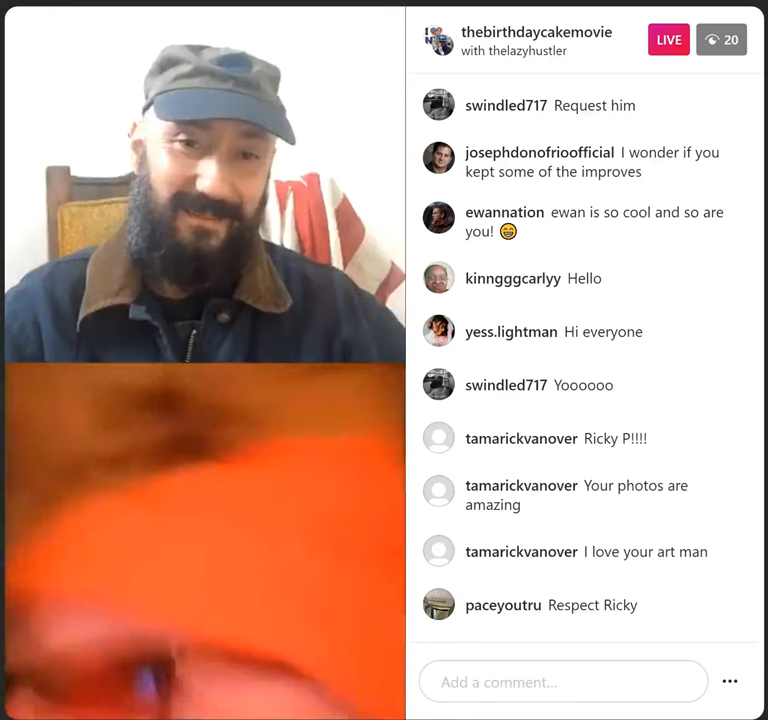 thebirthdaycakemovie
with thelazyhustler
LIVE
20
swindled717 Request him
josephdonofrioofficial I wonder if you
kept some of the improves
ewannation ewan is so cool and so are
you! 😁
kinngggcarlyy Hello
yess.lightman Hi everyone
swindled717 Yoooooo
tamarickvanover Ricky P!!!!
tamarickvanover Your photos are
amazing
tamarickvanover I love your art man
paceyoutru Respect Ricky
Add a comment...